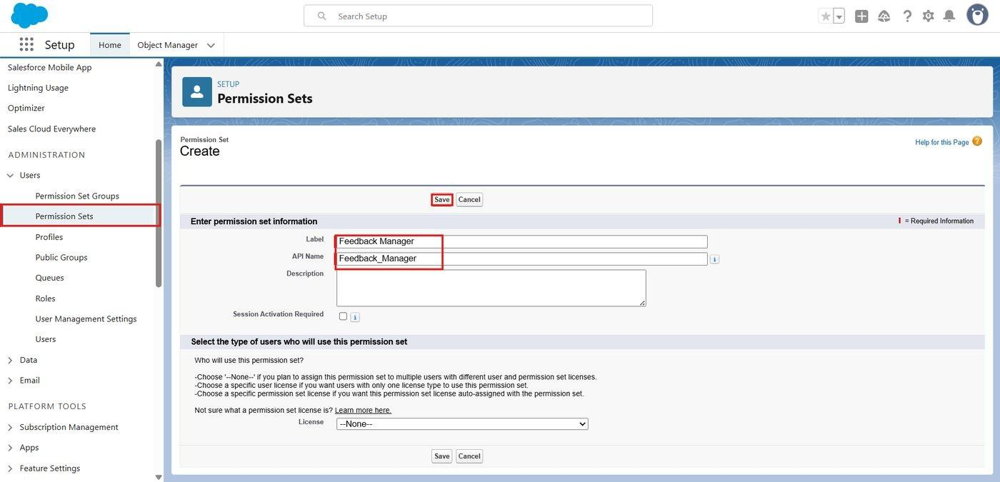 Search Setup
Setup
Home
Object Manager
Salesforce Mobile App
Lightning Usage
Optimizer
Sales Cloud Everywhere
ADMINISTRATION
Users
Permission Set Groups
Permission Sets
Profiles
Public Groups
Queues
Roles
User Management Settings
Users
Data
Email
PLATFORM TOOLS
Subscription Management
Apps
Feature Settings
SETUP
Permission Sets
Permission Set
Create
Help for this Page ?
Save Cancel
Enter permission set information
= Required Information
Label Feedback Manager
API Name Feedback_Manager i
Description
Session Activation Required i
Select the type of users who will use this permission set
Who will use this permission set?
-Choose '--None--' if you plan to assign this permission set to multiple users with different user and permission set licenses.
-Choose a specific user license if you want users with only one license type to use this permission set.
-Choose a specific permission set license if you want this permission set license auto-assigned with the permission set.
Not sure what a permission set license is? Learn more here.
License --None--
Save Cancel